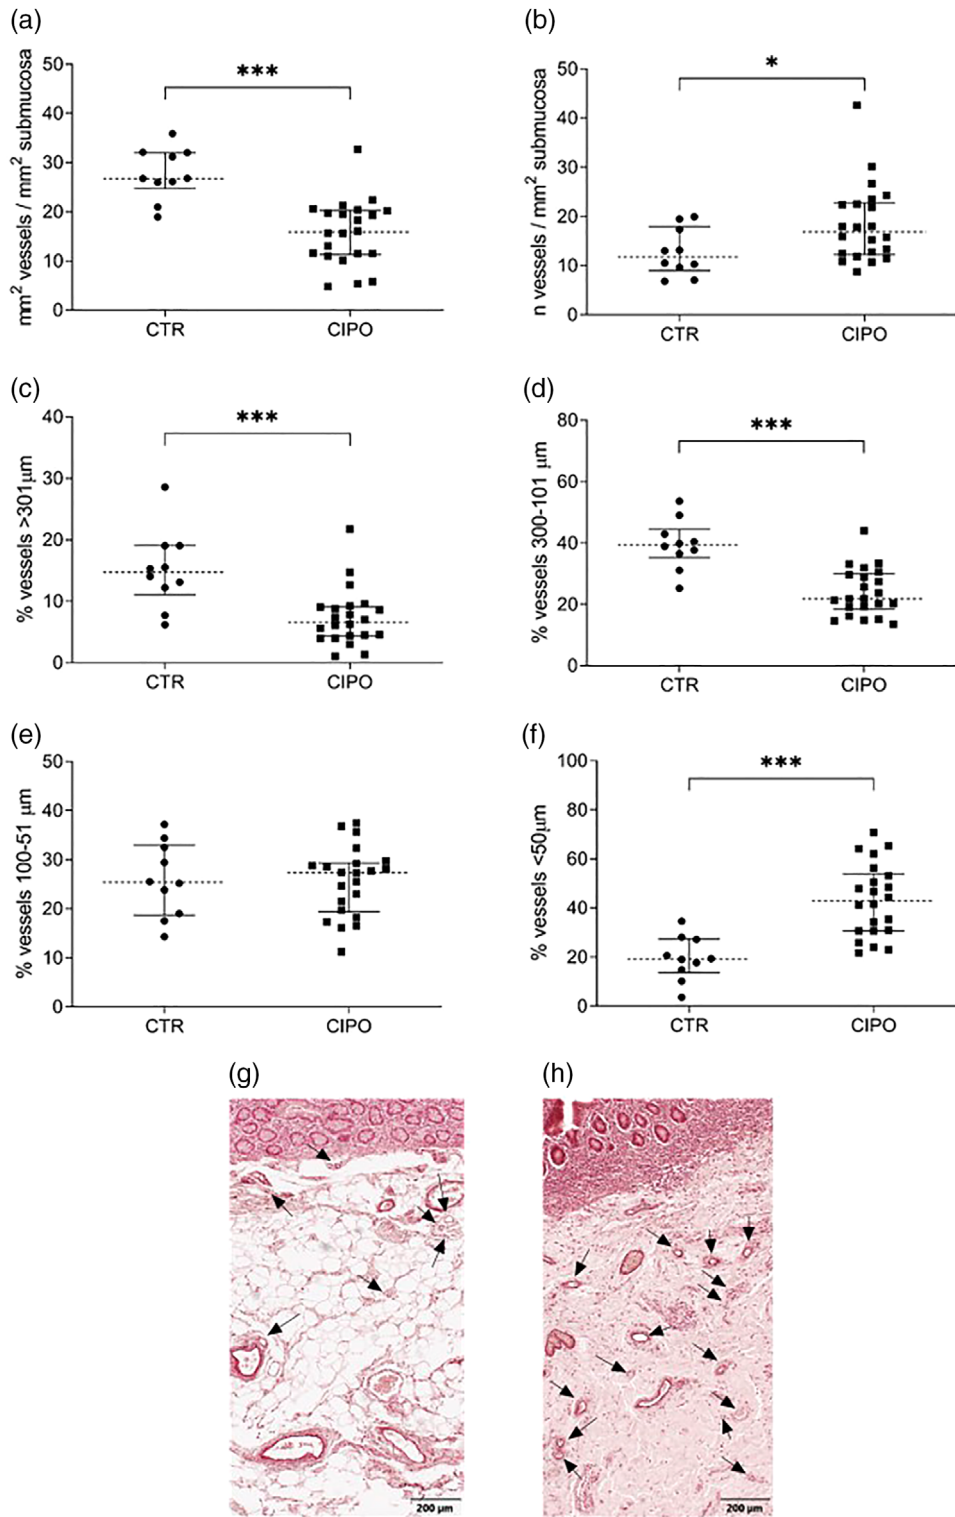 (a)
mm² vessels / mm² submucosa
50
40
30
20
10
0
***
CTR
CIPO
(b)
n vessels / mm² submucosa
50
40
30
20
10
0
*
CTR
CIPO
(c)
% vessels >301µm
40
30
20
10
0
***
CTR
CIPO
(d)
% vessels 300-101 µm
80
60
40
20
0
***
CTR
CIPO
(e)
% vessels 100-51 µm
50
40
30
20
10
0
CTR
CIPO
(f)
% vessels <50µm
100
80
60
40
20
0
***
CTR
CIPO
(g)
200 µm
(h)
200 µm